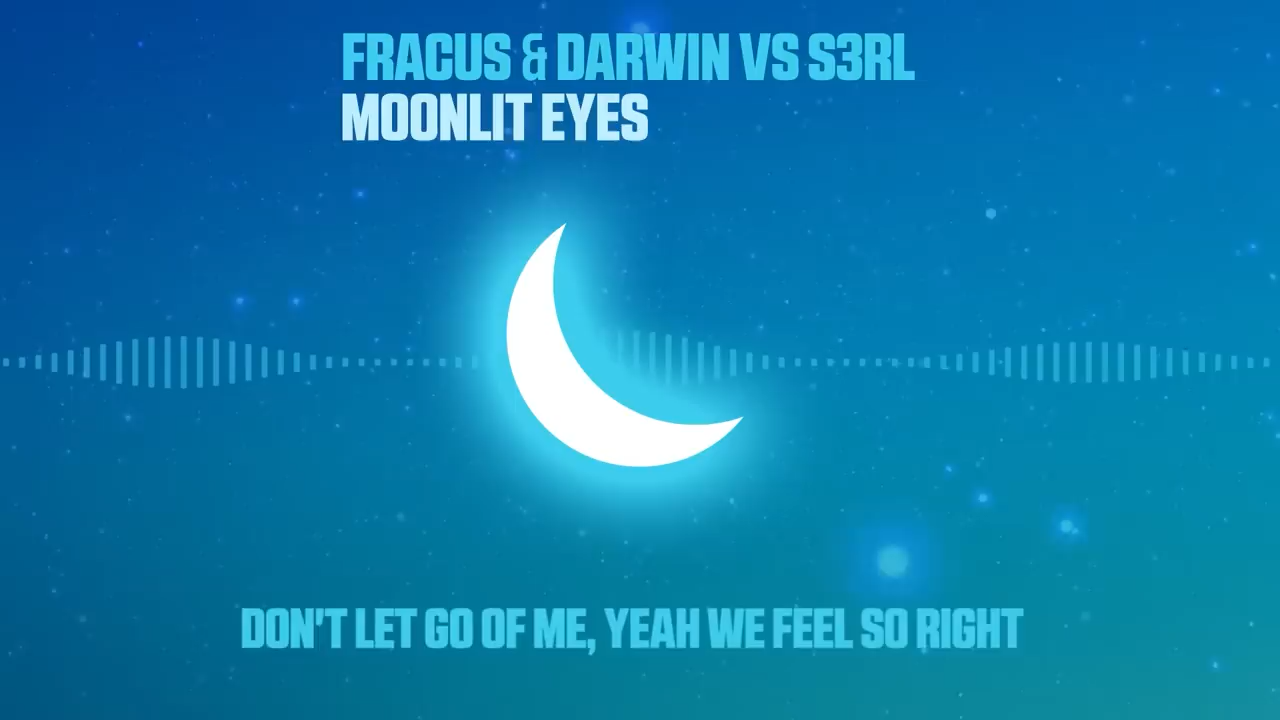 FRACUS & DARWIN VS S3RL
MOONLIT EYES
DON'T LET GO OF ME, YEAH WE FEEL SO RIGHT